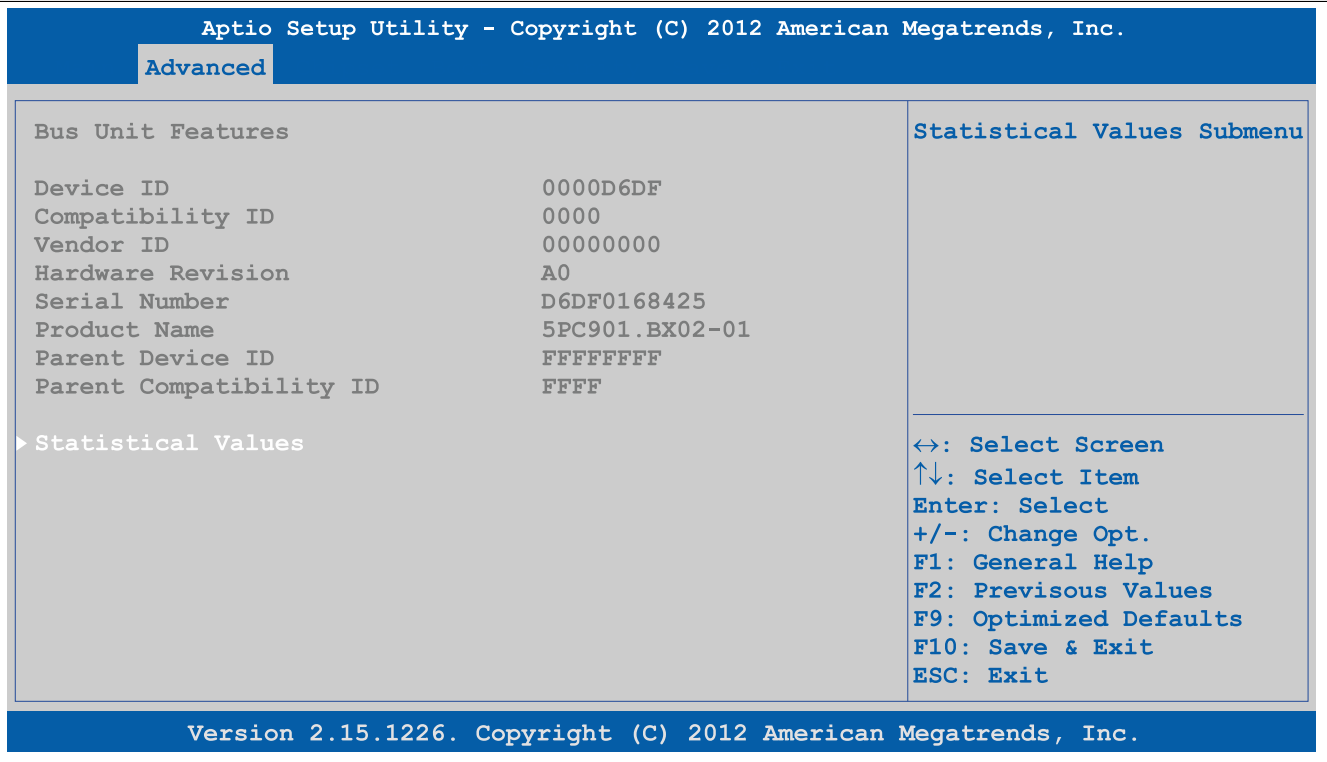 Aptio Setup Utility - Copyright (C) 2012 American Megatrends, Inc.
Advanced
Bus Unit Features
Device ID 0000D6DF
Compatibility ID 0000
Vendor ID 00000000
Hardware Revision A0
Serial Number D6DF0168425
Product Name 5PC901.BX02-01
Parent Device ID FFFFFFFF
Parent Compatibility ID FFFF
Statistical Values
Statistical Values Submenu
↔: Select Screen
↑↓: Select Item
Enter: Select
+/-: Change Opt.
F1: General Help
F2: Previsous Values
F9: Optimized Defaults
F10: Save & Exit
ESC: Exit
Version 2.15.1226. Copyright (C) 2012 American Megatrends, Inc.